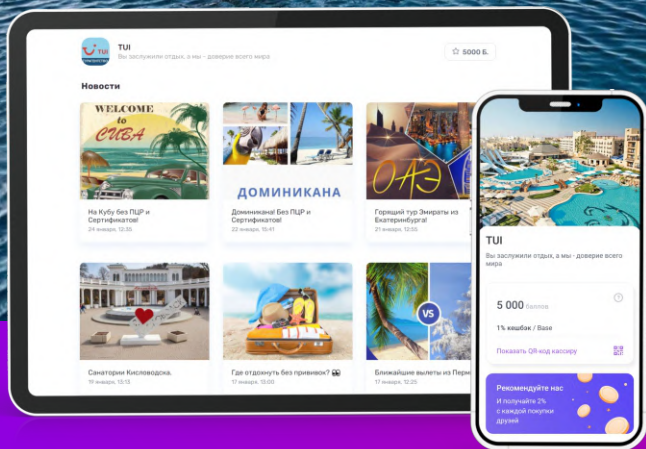 TUI
TUI
ТУРАГЕНТСТВО
Вы заслужили отдых, а мы - доверие всего мира
5000 Б.
Новости
WELCOME
to
CUBA
ДОМИНИКАНА
ОАЭ
На Кубу без ПЦР и
Сертификатов!
24 января, 12:35
Доминикана! Без ПЦР и
Сертификатов!
22 января, 15:41
Горящий тур Эмираты из
Екатеринбурга!
21 января, 12:55
VS
Санатории Кисловодска.
19 января, 13:13
Где отдохнуть без прививок?
17 января, 13:00
Ближайшие вылеты из Перм
17 января, 12:25
TUI
Вы заслужили отдых, а мы - доверие всего
мира
5 000 баллов
?
1% кешбэк / Base
Показать QR-код кассиру
Рекомендуйте нас
И получайте 2%
с каждой покупки
друзей